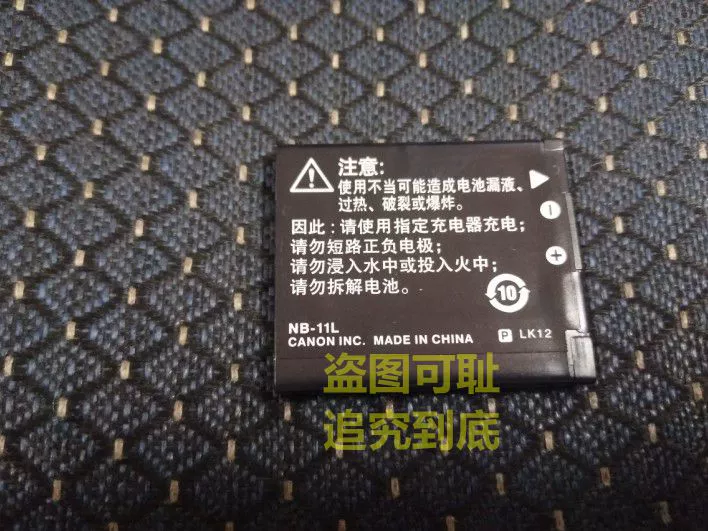 注意:
使用不当可能造成电池漏液、
过热、破裂或爆炸。
因此:请使用指定充电器充电;
请勿短路正负电极;
请勿浸入水中或投入火中;
请勿拆解电池。
10
NB-11L
CANON INC. MADE IN CHINA
P LK12
盗图可耻
追究到底